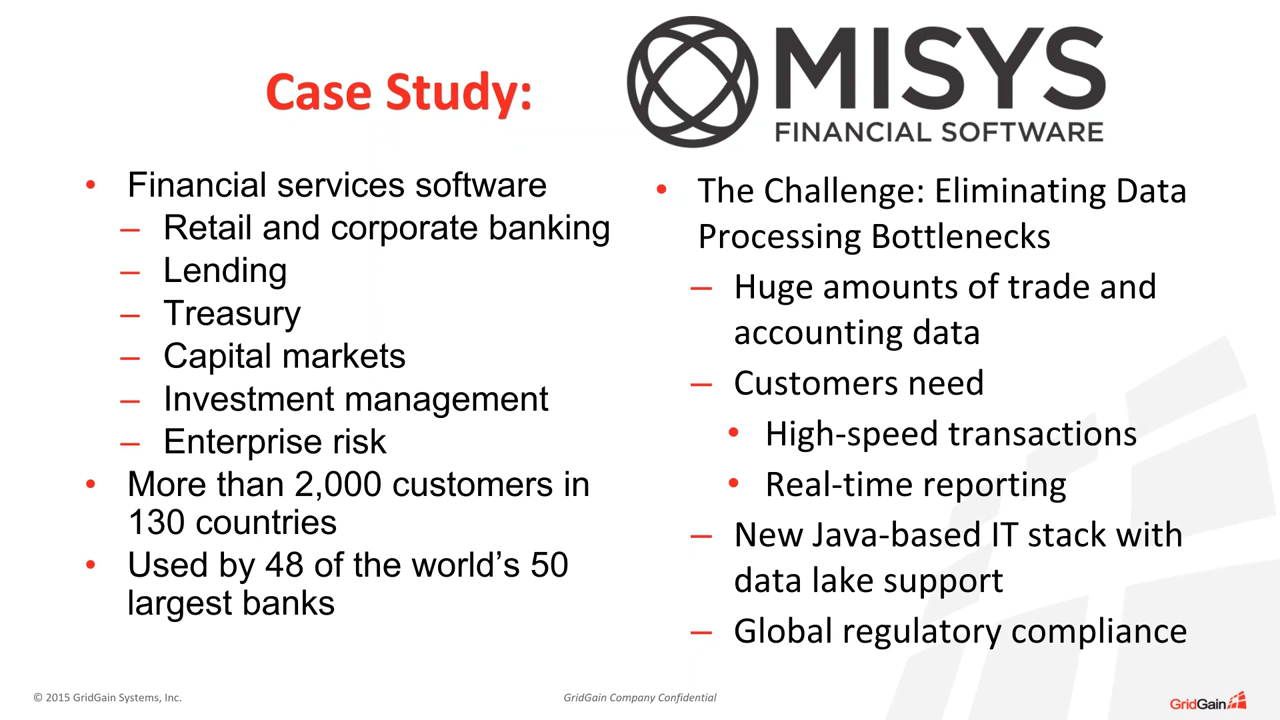 Case Study:
MISYS
FINANCIAL SOFTWARE
• Financial services software
– Retail and corporate banking
– Lending
– Treasury
– Capital markets
– Investment management
– Enterprise risk
• More than 2,000 customers in
130 countries
• Used by 48 of the world’s 50
largest banks
• The Challenge: Eliminating Data
Processing Bottlenecks
– Huge amounts of trade and
accounting data
– Customers need
• High-speed transactions
• Real-time reporting
– New Java-based IT stack with
data lake support
– Global regulatory compliance
© 2015 GridGain Systems, Inc.
GridGain Company Confidential
GridGain